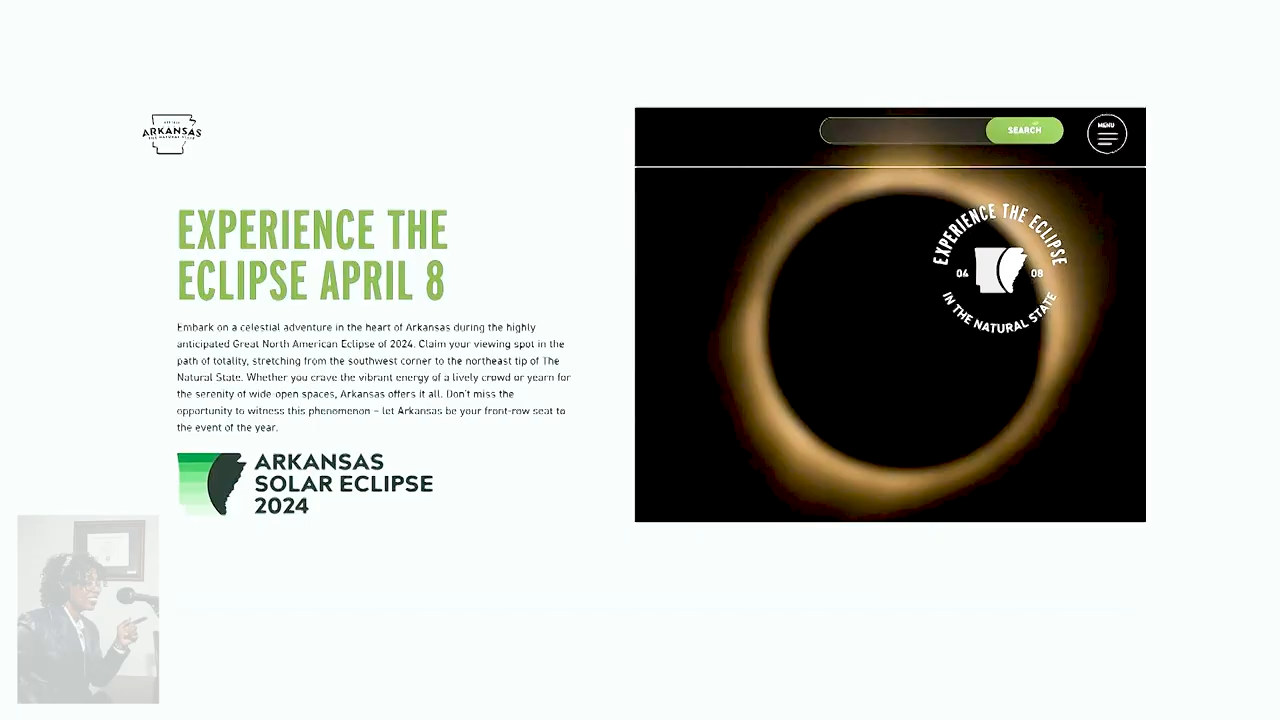 ARKANSAS
THE NATURAL STATE
EXPERIENCE THE
ECLIPSE APRIL 8
Embark on a celestial adventure in the heart of Arkansas during the highly
anticipated Great North American Eclipse of 2024. Claim your viewing spot in the
path of totality, stretching from the southwest corner to the northeast tip of The
Natural State. Whether you crave the vibrant energy of a lively crowd or yearn for
the serenity of wide-open spaces, Arkansas offers it all. Don't miss the
opportunity to witness this phenomenon – let Arkansas be your front-row seat to
the event of the year.
ARKANSAS
SOLAR ECLIPSE
2024
SEARCH
MENU
EXPERIENCE THE ECLIPSE
04
08
IN THE NATURAL STATE